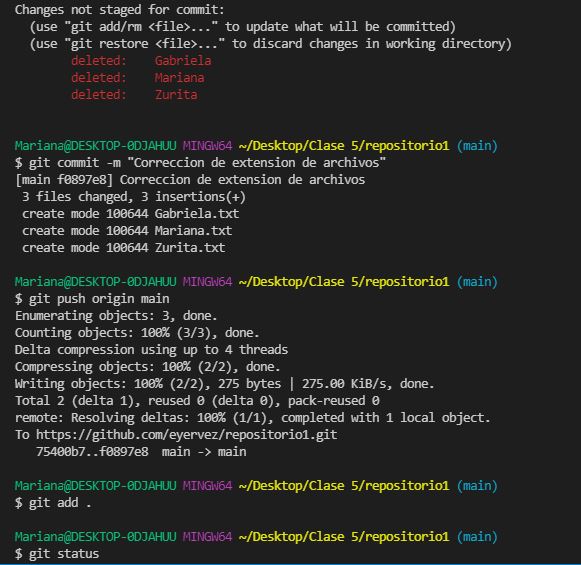 Changes not staged for commit:
  (use "git add/rm <file>..." to update what will be committed)
  (use "git restore <file>..." to discard changes in working directory)
        deleted:    Gabriela
        deleted:    Mariana
        deleted:    Zurita
Mariana@DESKTOP-0DJAHUU MINGW64 ~/Desktop/Clase 5/repositorio1 (main)
$ git commit -m "Correccion de extension de archivos"
[main f0897e8] Correccion de extension de archivos
 3 files changed, 3 insertions(+)
 create mode 100644 Gabriela.txt
 create mode 100644 Mariana.txt
 create mode 100644 Zurita.txt
Mariana@DESKTOP-0DJAHUU MINGW64 ~/Desktop/Clase 5/repositorio1 (main)
$ git push origin main
Enumerating objects: 3, done.
Counting objects: 100% (3/3), done.
Delta compression using up to 4 threads
Compressing objects: 100% (2/2), done.
Writing objects: 100% (2/2), 275 bytes | 275.00 KiB/s, done.
Total 2 (delta 1), reused 0 (delta 0), pack-reused 0
remote: Resolving deltas: 100% (1/1), completed with 1 local object.
To https://github.com/eyervez/repositorio1.git
   75400b7..f0897e8  main -> main
Mariana@DESKTOP-0DJAHUU MINGW64 ~/Desktop/Clase 5/repositorio1 (main)
$ git add .
Mariana@DESKTOP-0DJAHUU MINGW64 ~/Desktop/Clase 5/repositorio1 (main)
$ git status